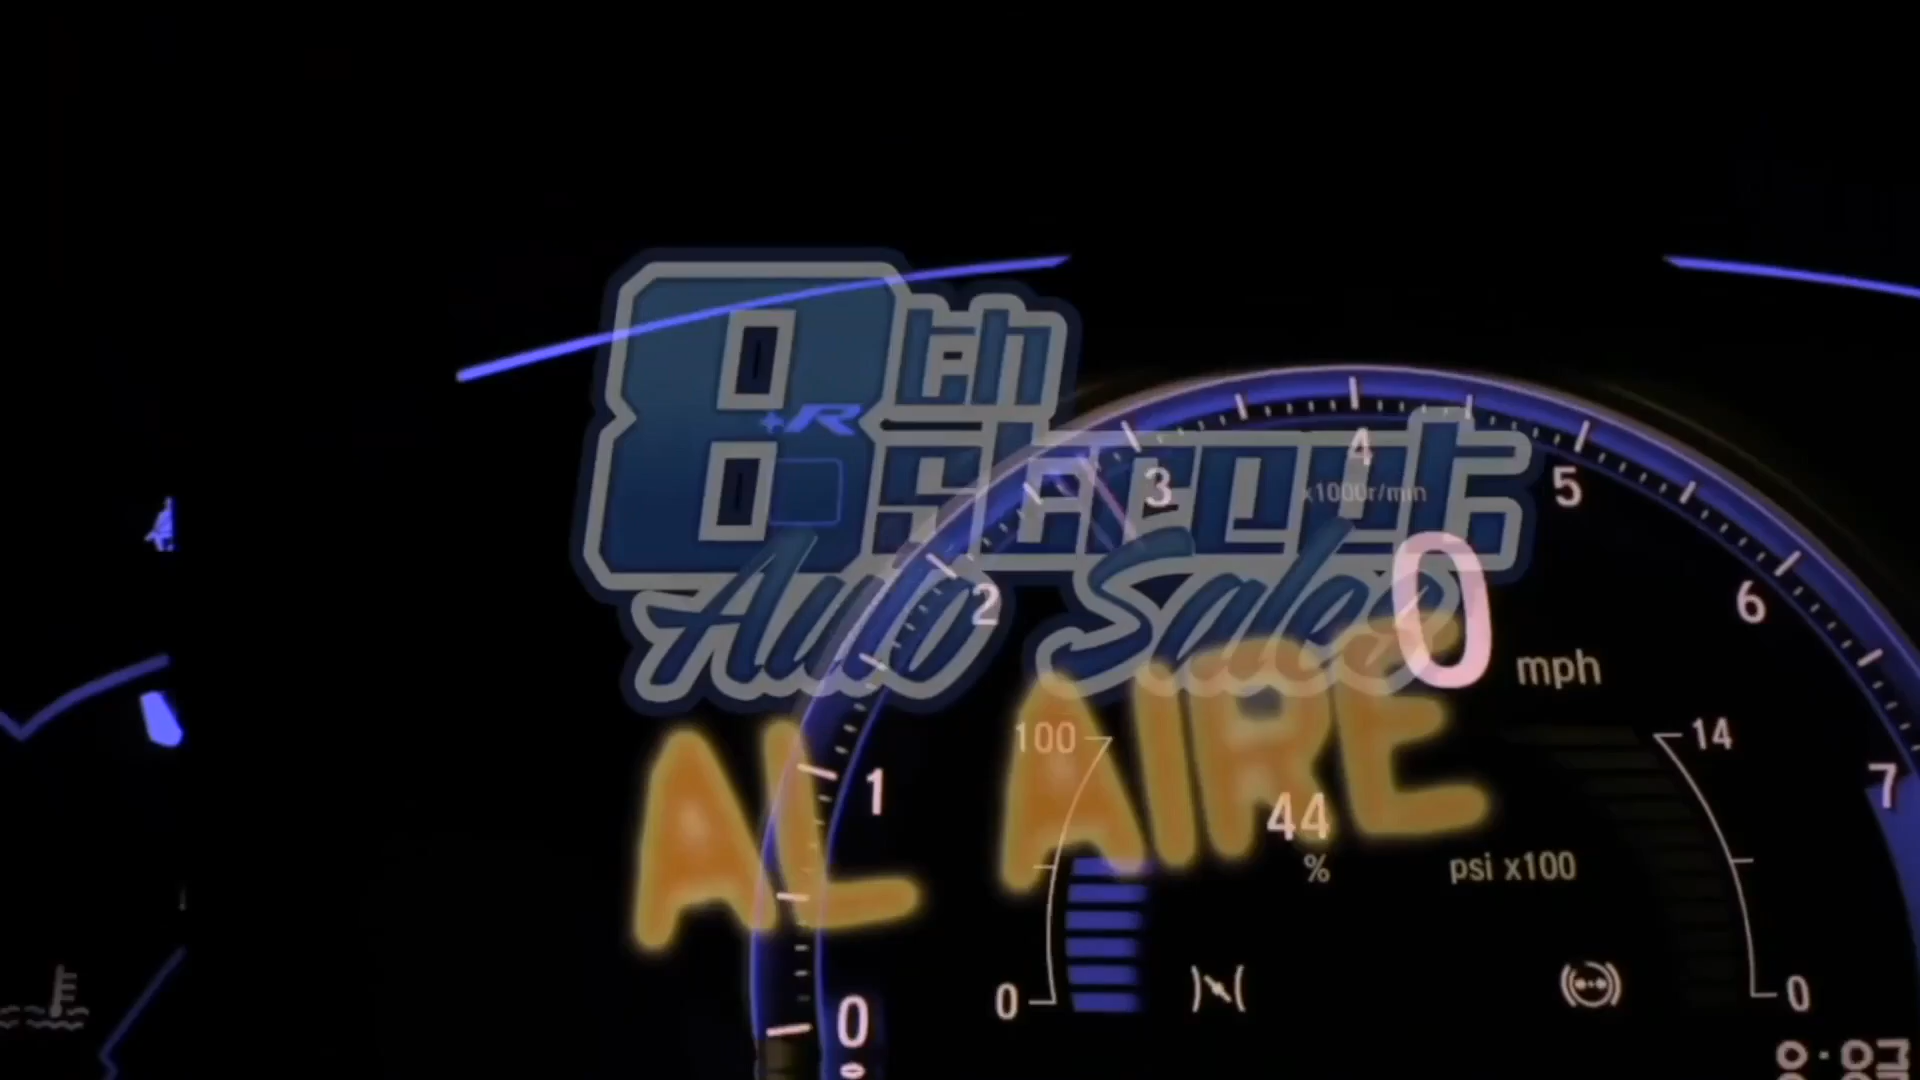 8th
+R
street.
Auto Sales
AL AIRE
0
1
2
3
4
5
6
7
x1000r/min
0 mph
100
0
44
%
psi x100
14
0